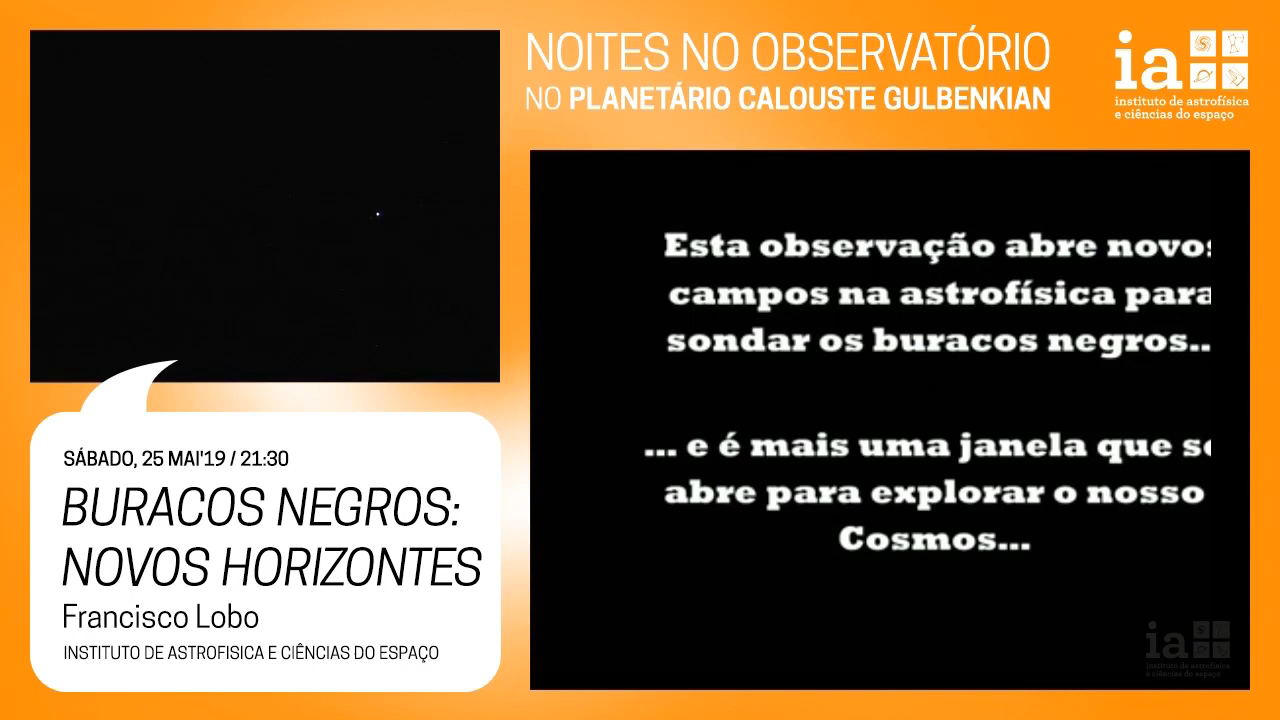 NOITES NO OBSERVATÓRIO
NO PLANETÁRIO CALOUSTE GULBENKIAN
ia
instituto de astrofísica
e ciências do espaço
Esta observação abre novos
campos na astrofísica para
sondar os buracos negros...
... e é mais uma janela que se
abre para explorar o nosso
Cosmos...
SÁBADO, 25 MAI'19 / 21:30
BURACOS NEGROS:
NOVOS HORIZONTES
Francisco Lobo
INSTITUTO DE ASTROFISICA E CIÊNCIAS DO ESPAÇO
ia
instituto de astrofísica
e ciências do espaço